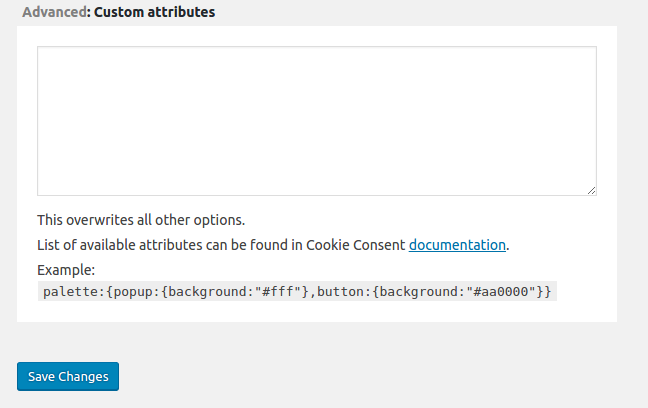 Advanced: Custom attributes
This overwrites all other options.
List of available attributes can be found in Cookie Consent documentation.
Example:
palette:{popup:{background:"#fff"},button:{background:"#aa0000"}}
Save Changes